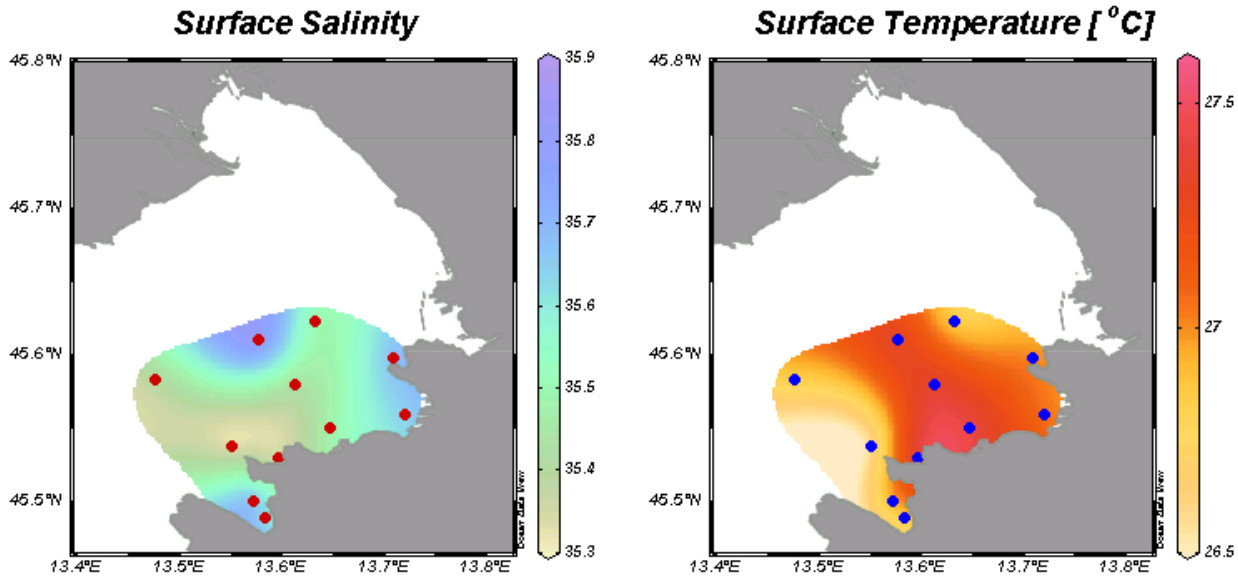 Surface Salinity
45.8°N
45.7°N
45.6°N
45.5°N
13.4°E 13.5°E 13.6°E 13.7°E 13.8°E
35.9
35.8
35.7
35.6
35.5
35.4
35.3
Ocean Data View
Surface Temperature [°C]
45.8°N
45.7°N
45.6°N
45.5°N
13.4°E 13.5°E 13.6°E 13.7°E 13.8°E
27.5
27
26.5
Ocean Data View